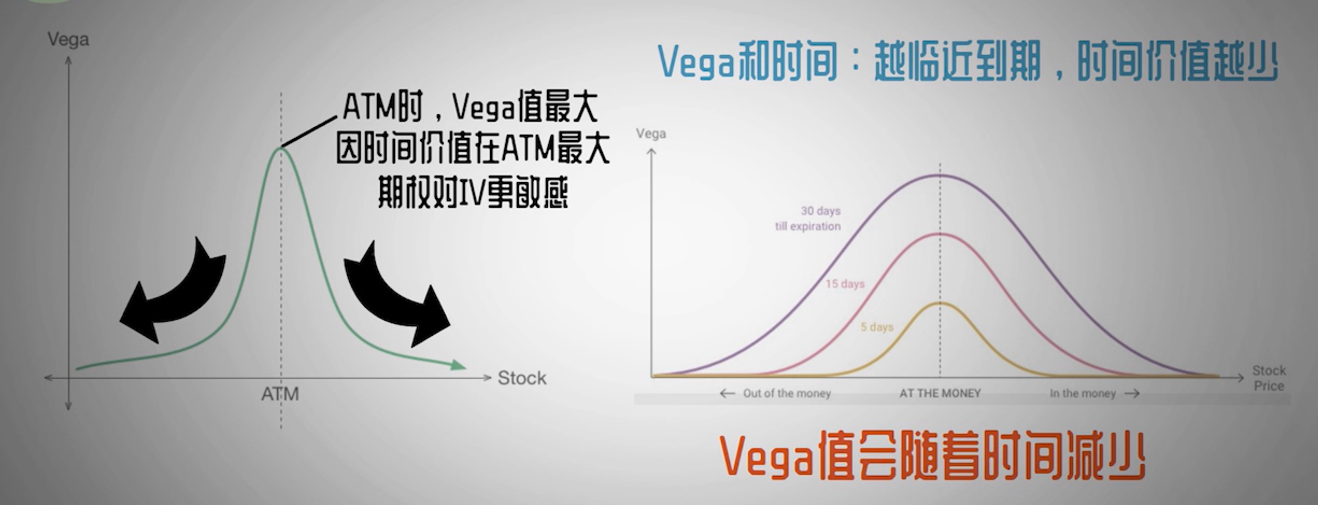 Vega
ATM时，Vega值最大
因时间价值在ATM最大
期权对IV更敏感
Stock
ATM
Vega和时间：越临近到期，时间价值越少
Vega
30 days
till expiration
15 days
5 days
Stock
Price
← Out of the money
AT THE MONEY
In the money →
Vega值会随着时间减少